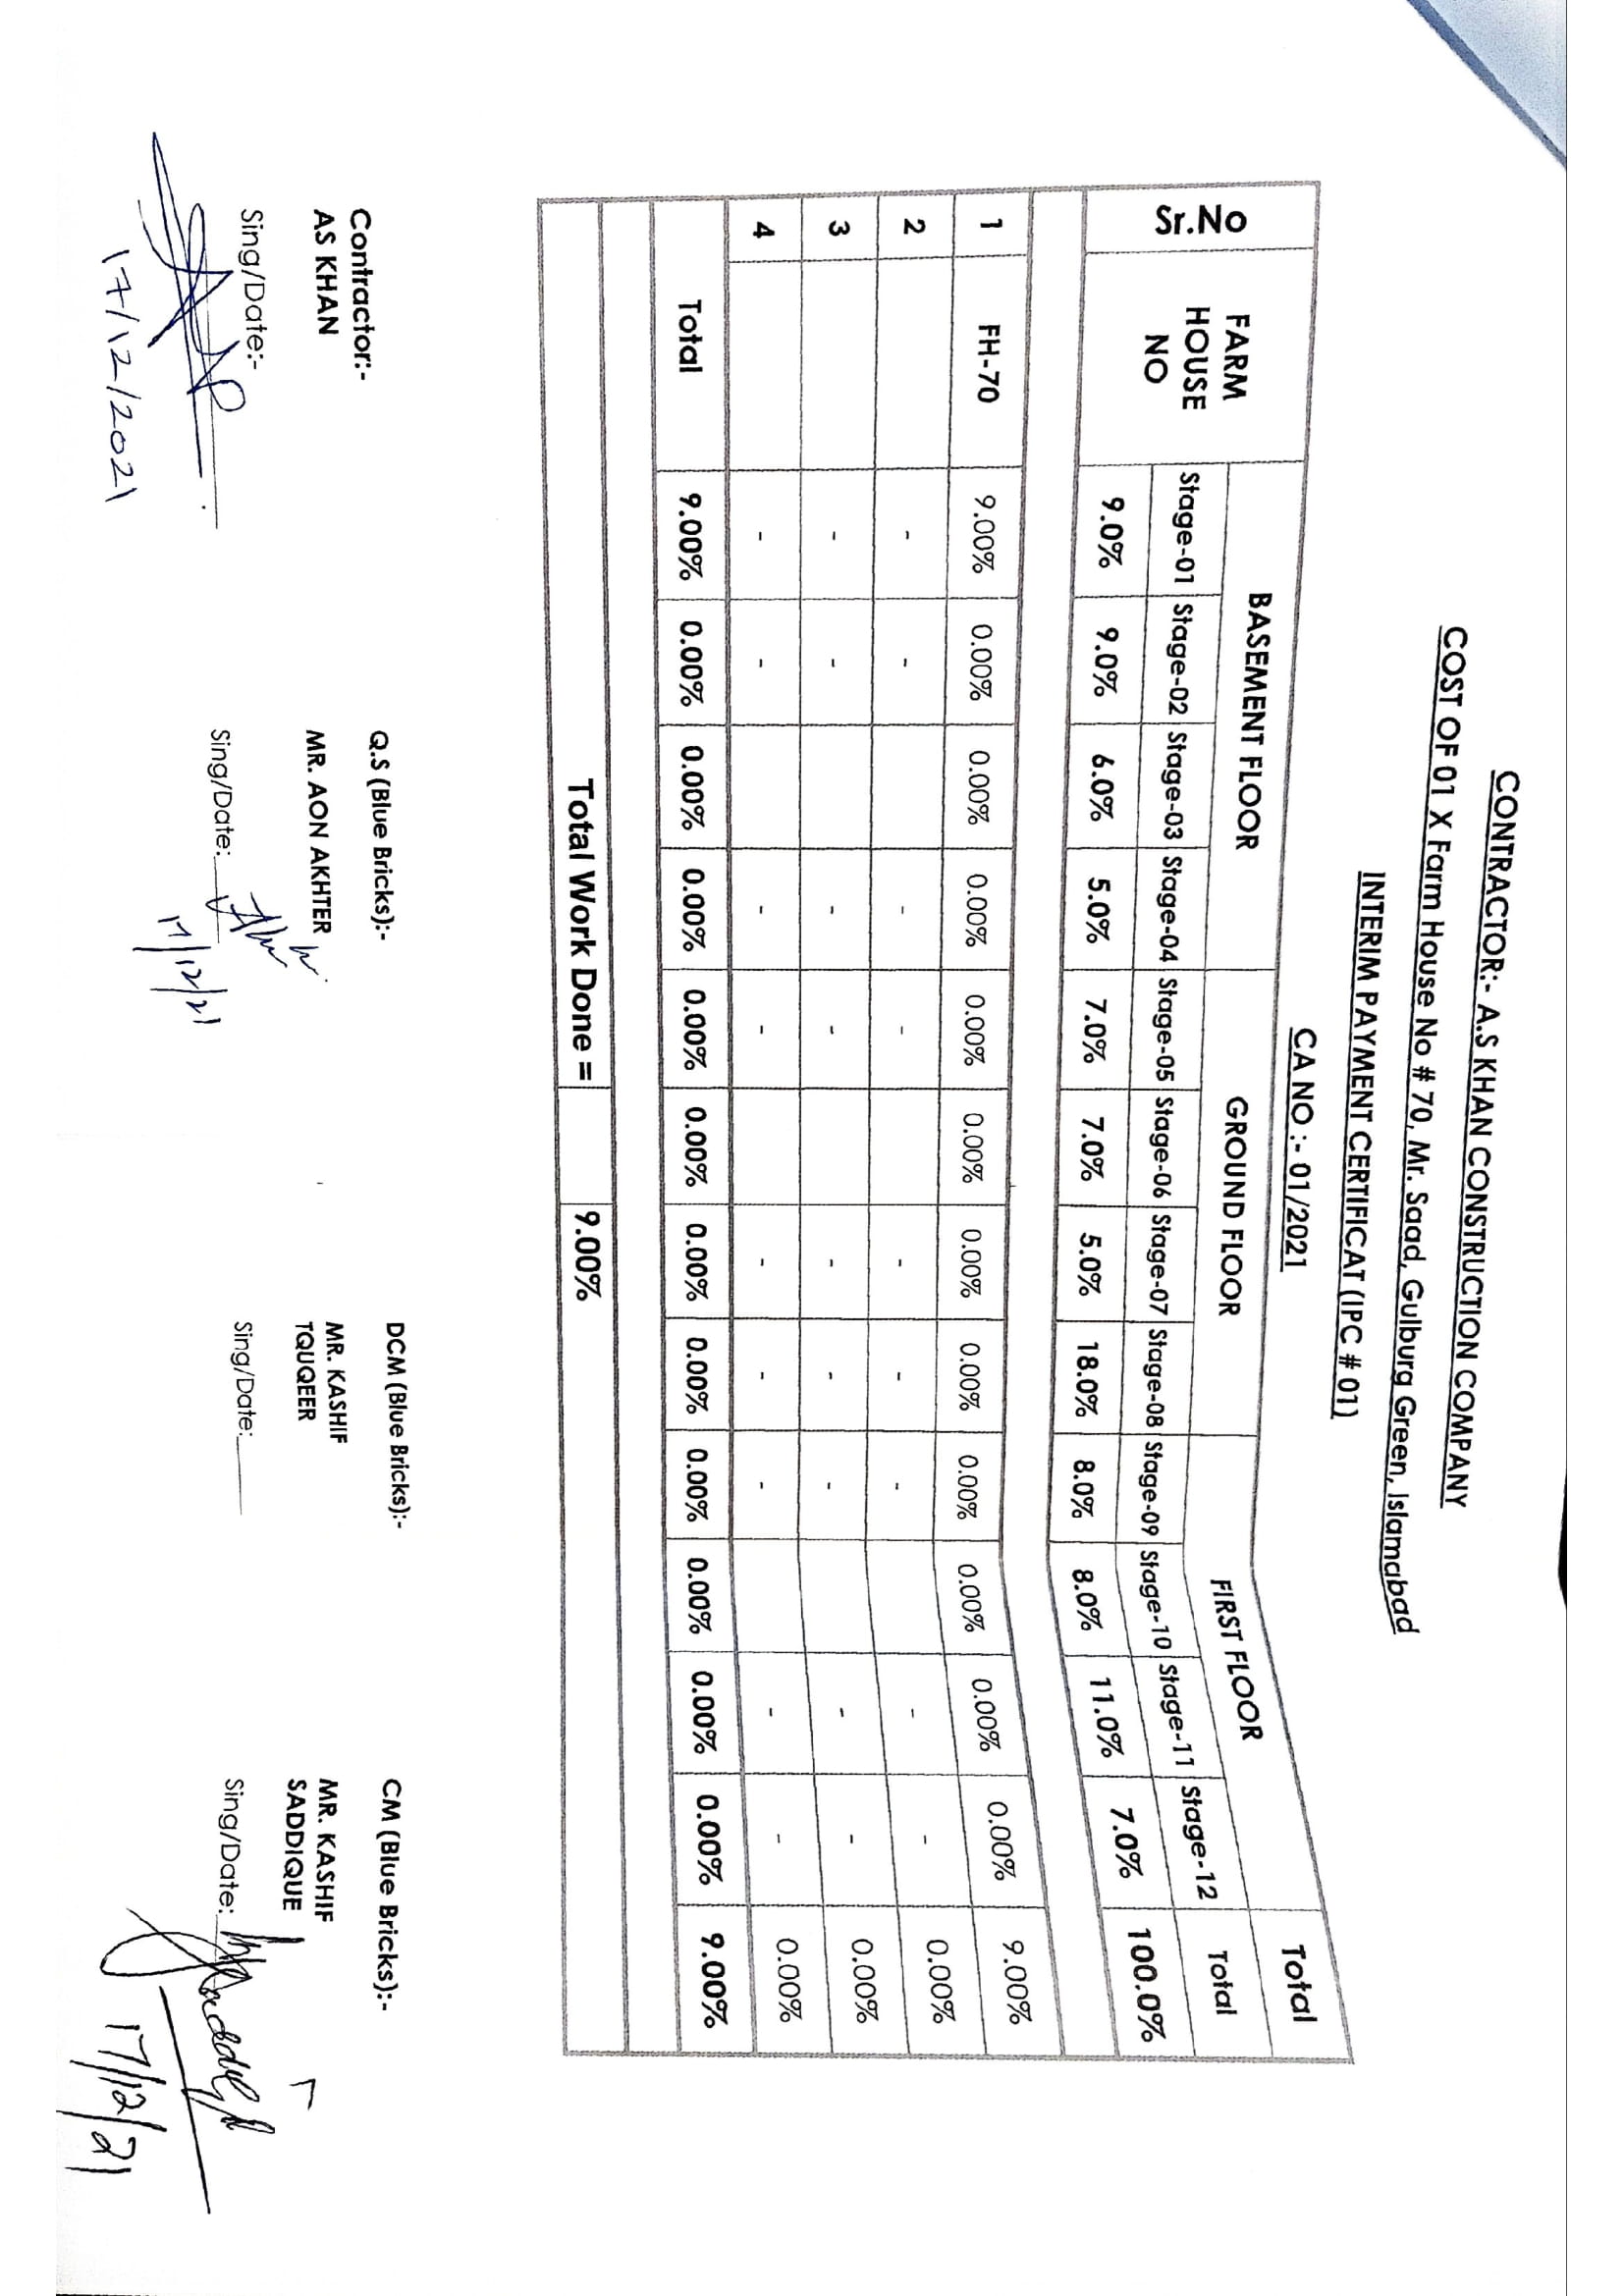 CONTRACTOR:- A.S KHAN CONSTRUCTION COMPANY
COST OF 01 X Farm House No # 70, Mr. Saad, Gulburg Green, Islamabad
INTERIM PAYMENT CERTIFICAT (IPC # 01)
CA NO :- 01/2021
Sr.No FARM HOUSE NO BASEMENT FLOOR GROUND FLOOR FIRST FLOOR Total
Stage-01 Stage-02 Stage-03 Stage-04 Stage-05 Stage-06 Stage-07 Stage-08 Stage-09 Stage-10 Stage-11 Stage-12 Total
9.0% 9.0% 6.0% 5.0% 7.0% 7.0% 5.0% 18.0% 8.0% 8.0% 11.0% 7.0% 100.0%
1 FH-70 9.00% 0.00% 0.00% 0.00% 0.00% 0.00% 0.00% 0.00% 0.00% 0.00% 0.00% 0.00% 9.00%
2 - - - - - - - - - 0.00%
3 - - - - - - - - - 0.00%
4 - - - - - - - - - 0.00%
Total 9.00% 0.00% 0.00% 0.00% 0.00% 0.00% 0.00% 0.00% 0.00% 0.00% 0.00% 0.00% 9.00%
Total Work Done = 9.00%
Contractor:- Q.S (Blue Bricks):- DCM (Blue Bricks):- CM (Blue Bricks):-
AS KHAN MR. AON AKHTER MR. KASHIF TQUQEER MR. KASHIF SADDIQUE
Sing/Date:- Sing/Date: Sing/Date: Sing/Date:
17/12/2021 17/12/21 17/12/21